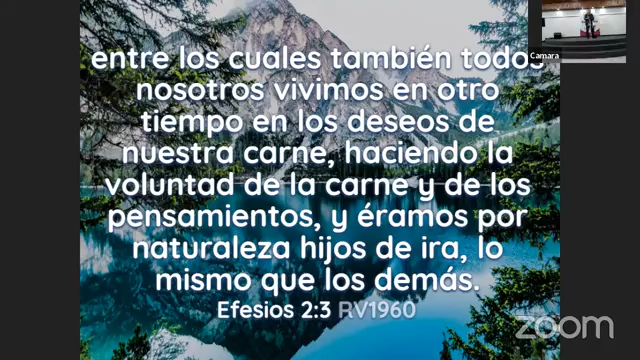 entre los cuales también todos
nosotros vivimos en otro
tiempo en los deseos de
nuestra carne, haciendo la
voluntad de la carne y de los
pensamientos, y éramos por
naturaleza hijos de ira, lo
mismo que los demás.
Efesios 2:3 RV1960
Camara
zoom